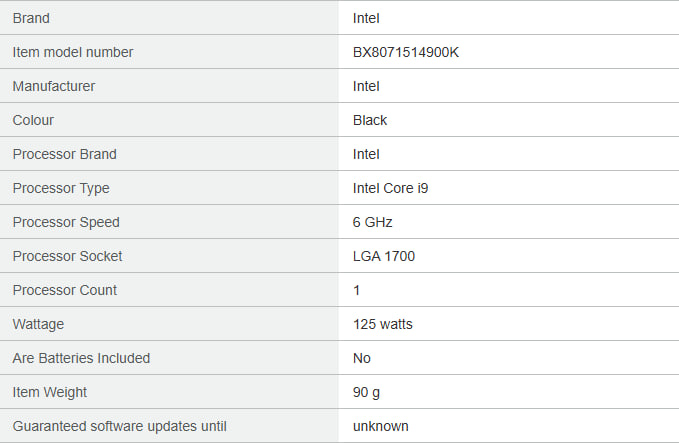 Brand Intel
Item model number BX8071514900K
Manufacturer Intel
Colour Black
Processor Brand Intel
Processor Type Intel Core i9
Processor Speed 6 GHz
Processor Socket LGA 1700
Processor Count 1
Wattage 125 watts
Are Batteries Included No
Item Weight 90 g
Guaranteed software updates until unknown